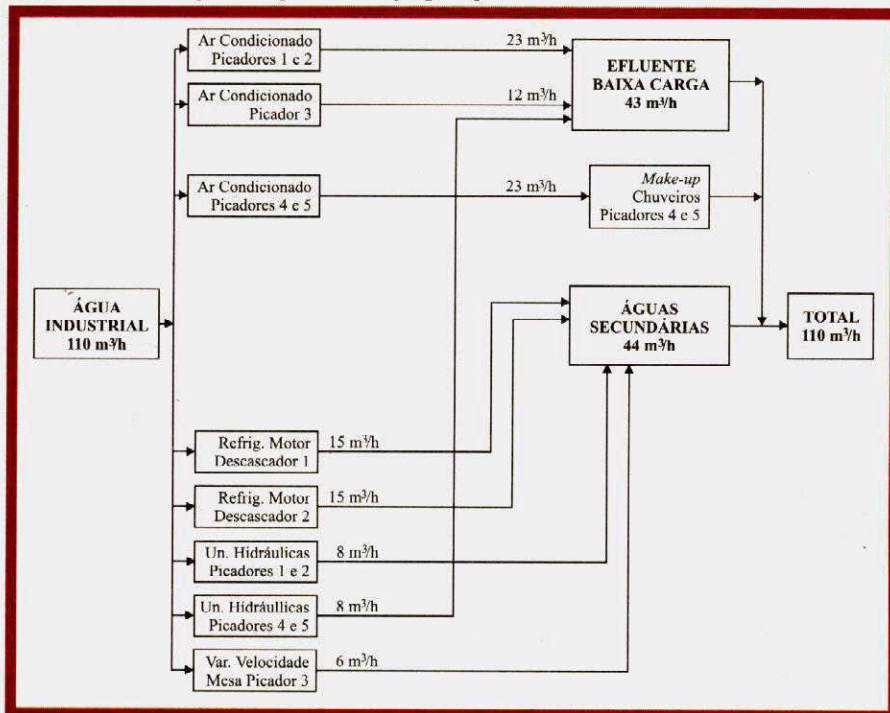 Ar Condicionado
Picadores 1 e 2
23 m³/h
EFLUENTE
BAIXA CARGA
43 m³/h
Ar Condicionado
Picador 3
12 m³/h
Ar Condicionado
Picadores 4 e 5
23 m³/h
Make-up
Chuveiros
Picadores 4 e 5
ÁGUA
INDUSTRIAL
110 m³/h
ÁGUAS
SECUNDÁRIAS
44 m³/h
TOTAL
110 m³/h
Refrig. Motor
Descascador 1
15 m³/h
Refrig. Motor
Descascador 2
15 m³/h
Un. Hidráulicas
Picadores 1 e 2
8 m³/h
Un. Hidráullicas
Picadores 4 e 5
8 m³/h
Var. Velocidade
Mesa Picador 3
6 m³/h